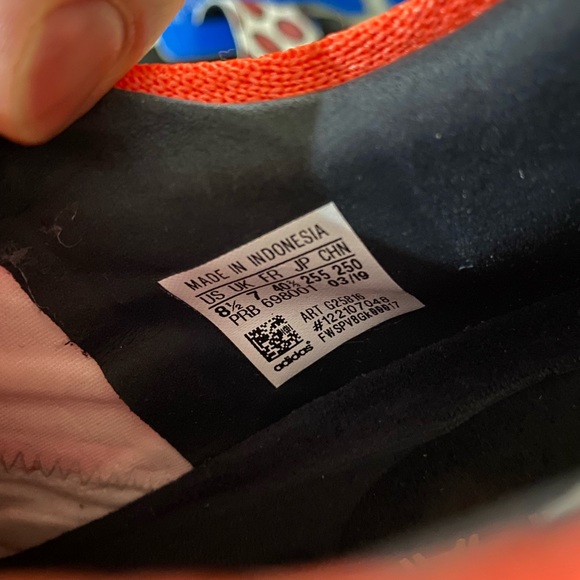 MADE IN INDONESIA
US UK FR JP CHN
8½ 7 40⅔ 255 250
PRB 698001 03/19
ART G25816
#122107048
FWSPV8GK00017
adidas